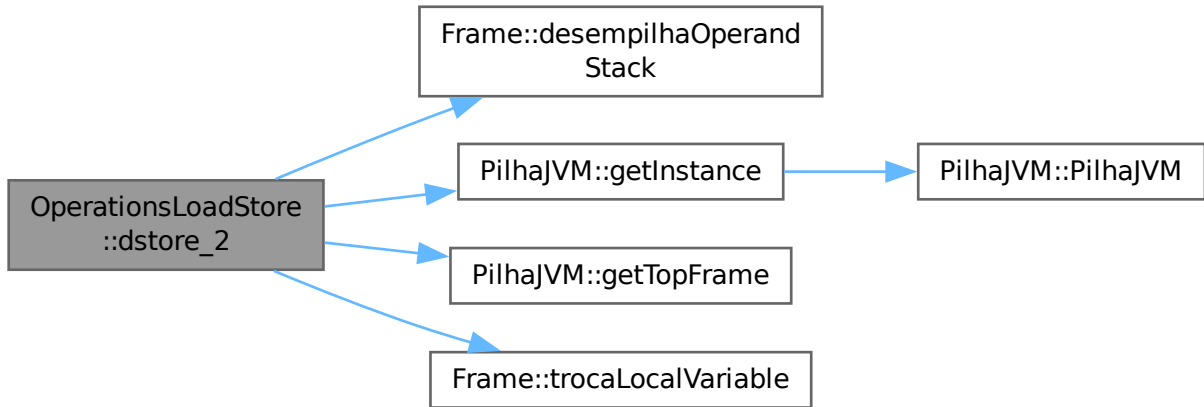 Frame::desempilhaOperand
Stack
PilhaJVM::getInstance
PilhaJVM::PilhaJVM
OperationsLoadStore
::dstore_2
PilhaJVM::getTopFrame
Frame::trocaLocalVariable